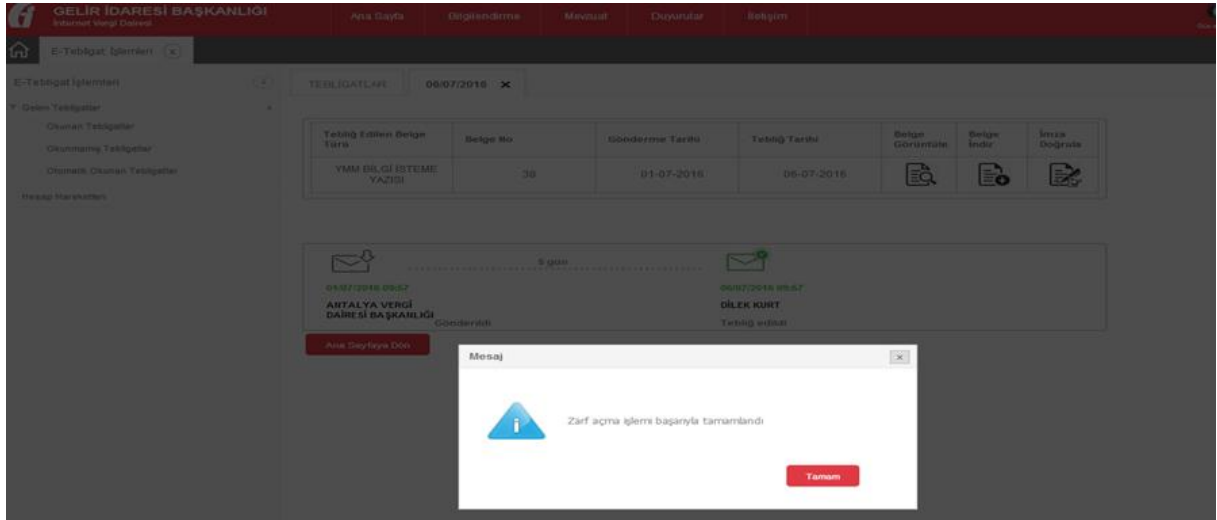 GELİR İDARESİ BAŞKANLIĞI
İnternet Vergi Dairesi
Ana Sayfa
Bilgilendirme
Mevzuat
Duyurular
İletişim
E-Tebligat İşlemleri
E-Tebligat İşlemleri
Gelen Tebligatlar
Okunan Tebligatlar
Okunmamış Tebligatlar
Otomatik Okunan Tebligatlar
Hesap Hareketleri
TEBLİGATLAR
06/07/2016
Tebliğ Edilen Belge
Türü
Belge No
Gönderme Tarihi
Tebliğ Tarihi
Belge
Görüntüle
Belge
İndir
İmza
Doğrula
YMM BİLGİ İSTEME
YAZISI
38
01-07-2016
06-07-2016
5 gün
01/07/2016 09:57
06/07/2016 09:57
ANTALYA VERGİ
DAİRESİ BAŞKANLIĞI
Gönderildi
DİLEK KURT
Tebliğ edildi
Ana Sayfaya Dön
Mesaj
Zarf açma işlemi başarıyla tamamlandı
Tamam